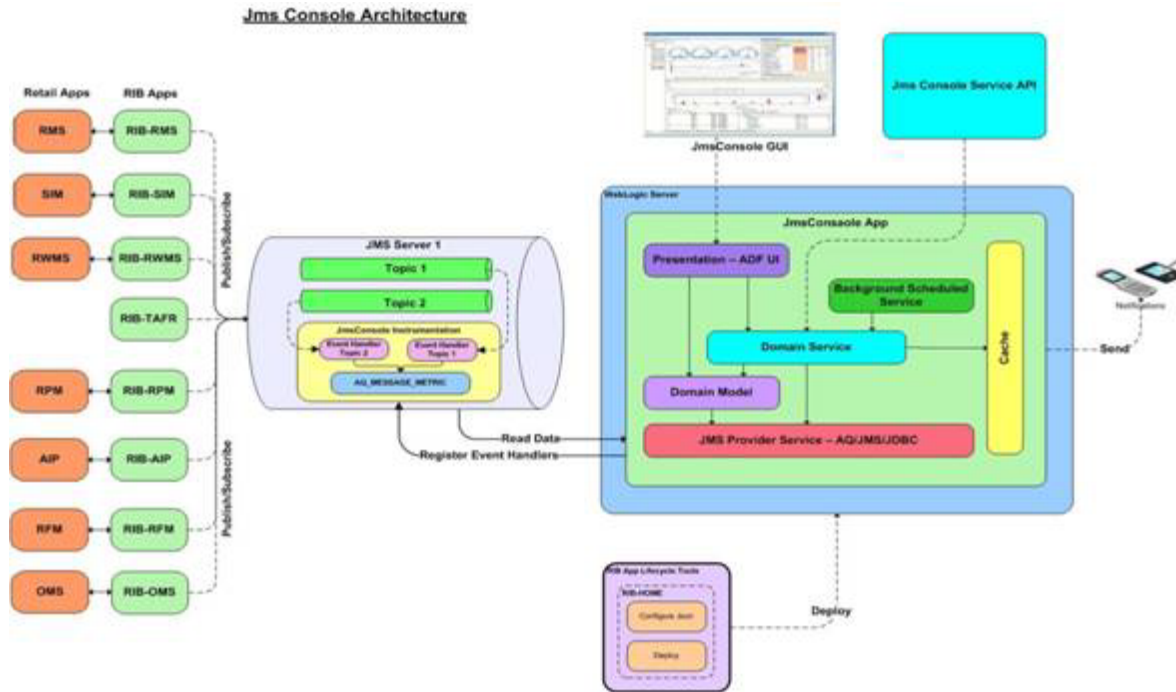 Jms Console Architecture
Retail Apps
RIB Apps
RMS
RIB-RMS
SIM
RIB-SIM
RWMS
RIB-RWMS
RIB-TAFR
RPM
RIB-RPM
AIP
RIB-AIP
RFM
RIB-RFM
OMS
RIB-OMS
Publish/Subscribe
Publish/Subscribe
JMS Server 1
Topic 1
Topic 2
JmsConsole Instrumentation
Event Handler
Topic 2
Event Handler
Topic 1
AQ_MESSAGE_METRIC
Read Data
Register Event Handlers
JmsConsole GUI
Jms Console Service API
WebLogic Server
JmsConsaole App
Presentation – ADF UI
Background Scheduled
Service
Domain Service
Domain Model
JMS Provider Service – AQ/JMS/JDBC
Cache
Notifications
Send
RIB App Lifecycle Tools
RIB-HOME
Configure Json
Deploy
Deploy